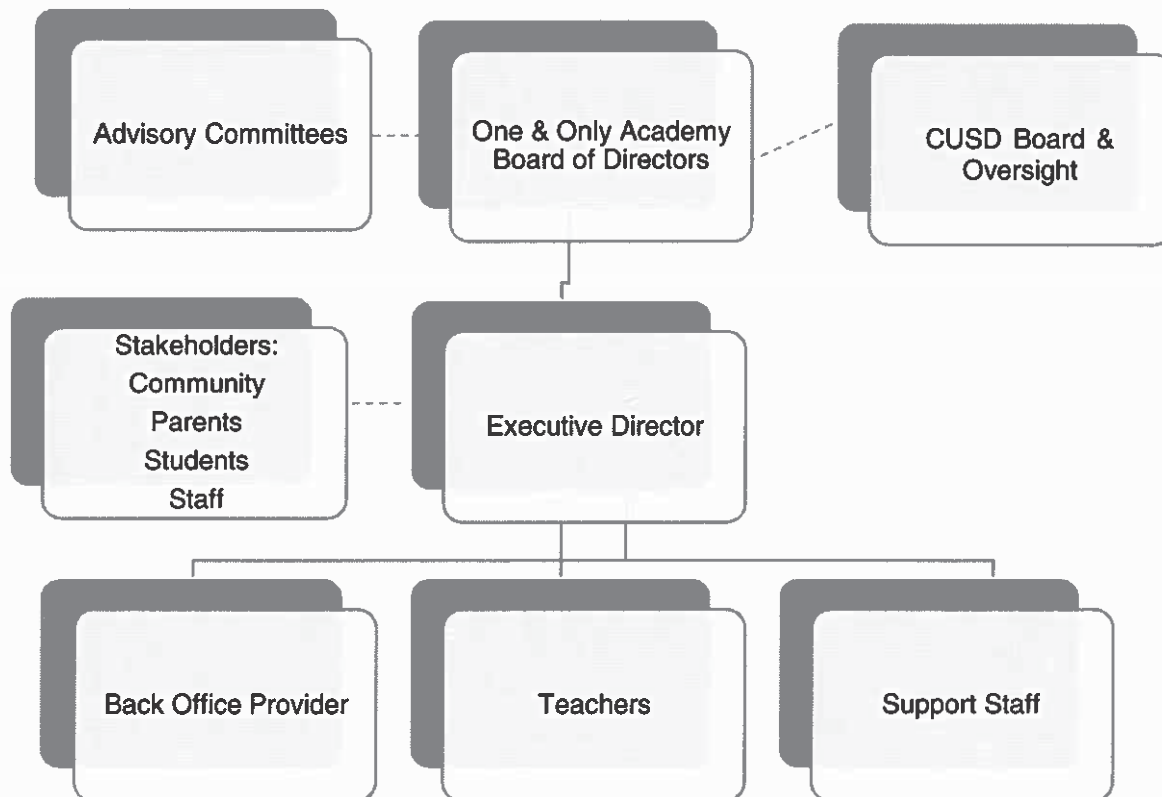 Advisory Committees
One & Only Academy
Board of Directors
CUSD Board &
Oversight
Stakeholders:
Community
Parents
Students
Staff
Executive Director
Back Office Provider
Teachers
Support Staff